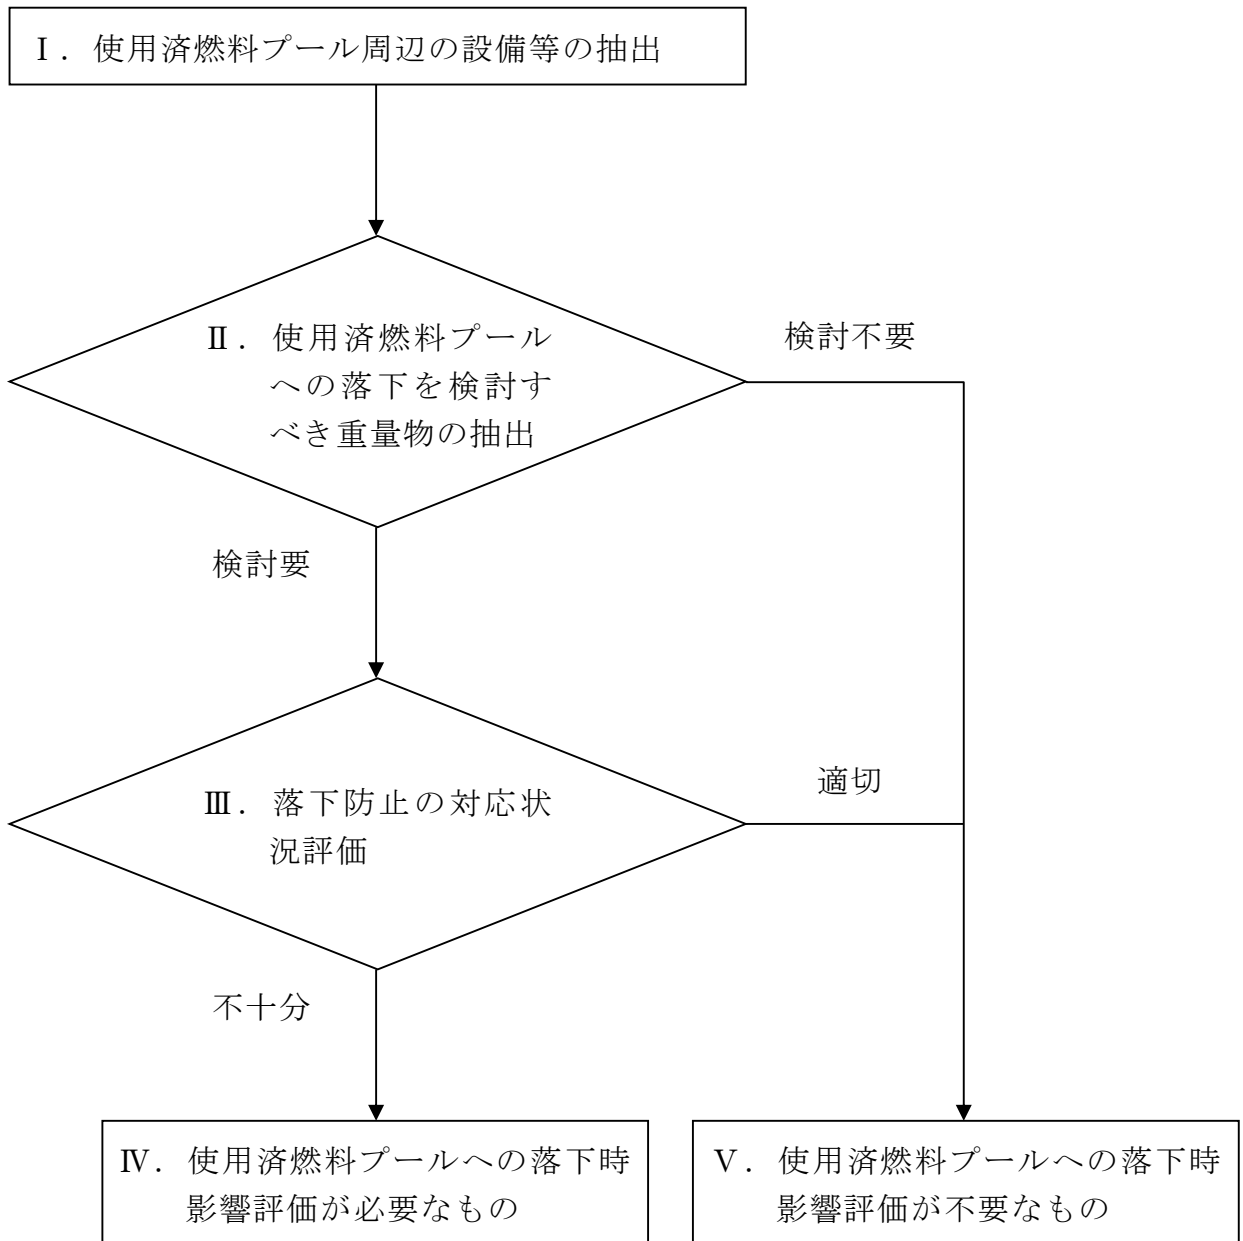 Ⅰ．使用済燃料プール周辺の設備等の抽出
Ⅱ．使用済燃料プール
への落下を検討す
べき重量物の抽出
検討不要
検討要
Ⅲ．落下防止の対応状
況評価
適切
不十分
Ⅳ．使用済燃料プールへの落下時
影響評価が必要なもの
Ⅴ．使用済燃料プールへの落下時
影響評価が不要なもの